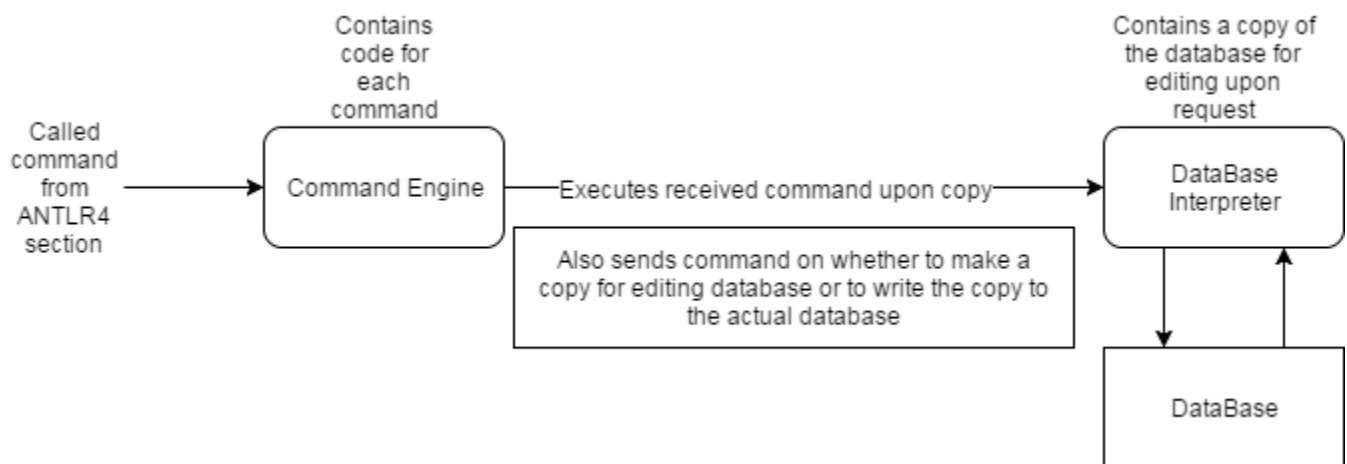 Contains
code for
each
command
Contains a copy of
the database for
editing upon
request
Called
command
from
ANTLR4
section
Command Engine
Executes received command upon copy
DataBase
Interpreter
Also sends command on whether to make a
copy for editing database or to write the copy to
the actual database
DataBase